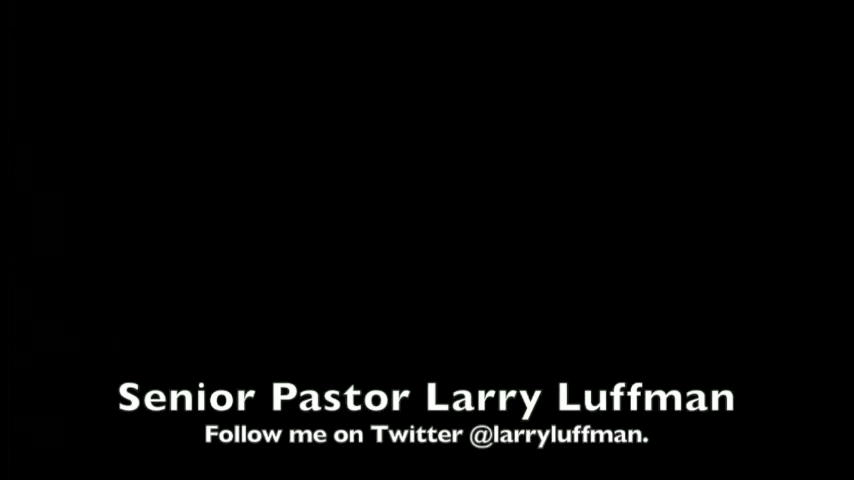 Senior Pastor Larry Luffman
Follow me on Twitter @larryluffman.